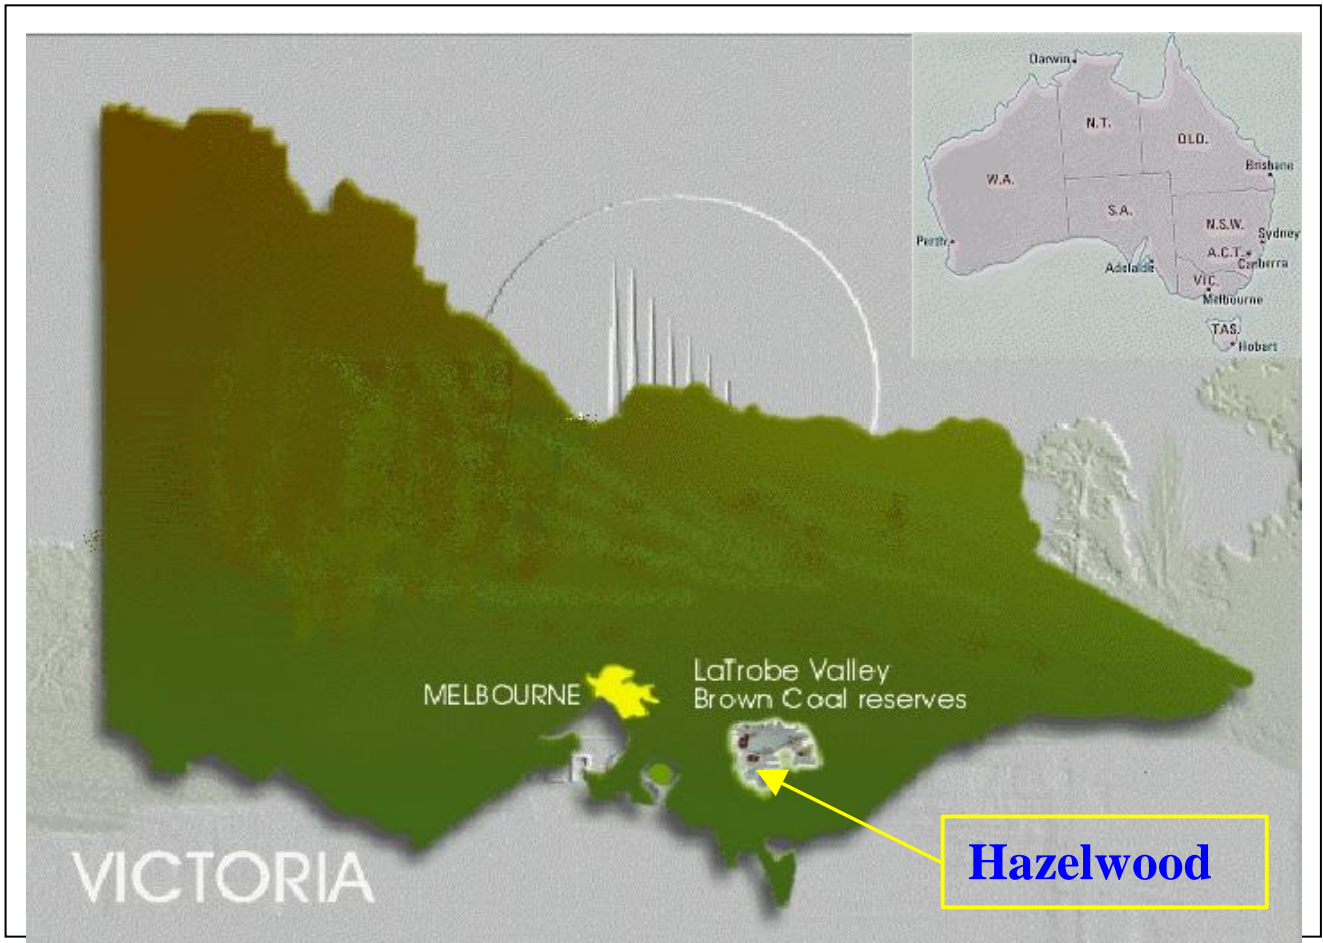 Darwin
N.T.
QLD.
Brisbane
W.A.
S.A.
N.S.W.
Sydney
Perth
A.C.T.
Canberra
Adelaide
VIC.
Melbourne
TAS.
Hobart
LaTrobe Valley
MELBOURNE
Brown Coal reserves
Hazelwood
VICTORIA